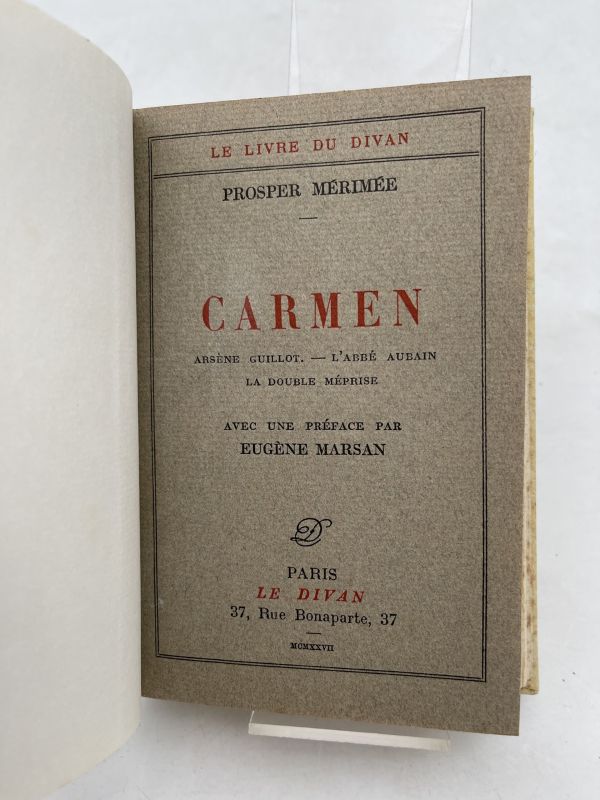 LE LIVRE DU DIVAN
PROSPER MÉRIMÉE
CARMEN
ARSÈNE GUILLOT. — L'ABBÉ AUBAIN
LA DOUBLE MÉPRISE
AVEC UNE PRÉFACE PAR
EUGÈNE MARSAN
D
PARIS
LE DIVAN
37, Rue Bonaparte, 37
MCMXXVII